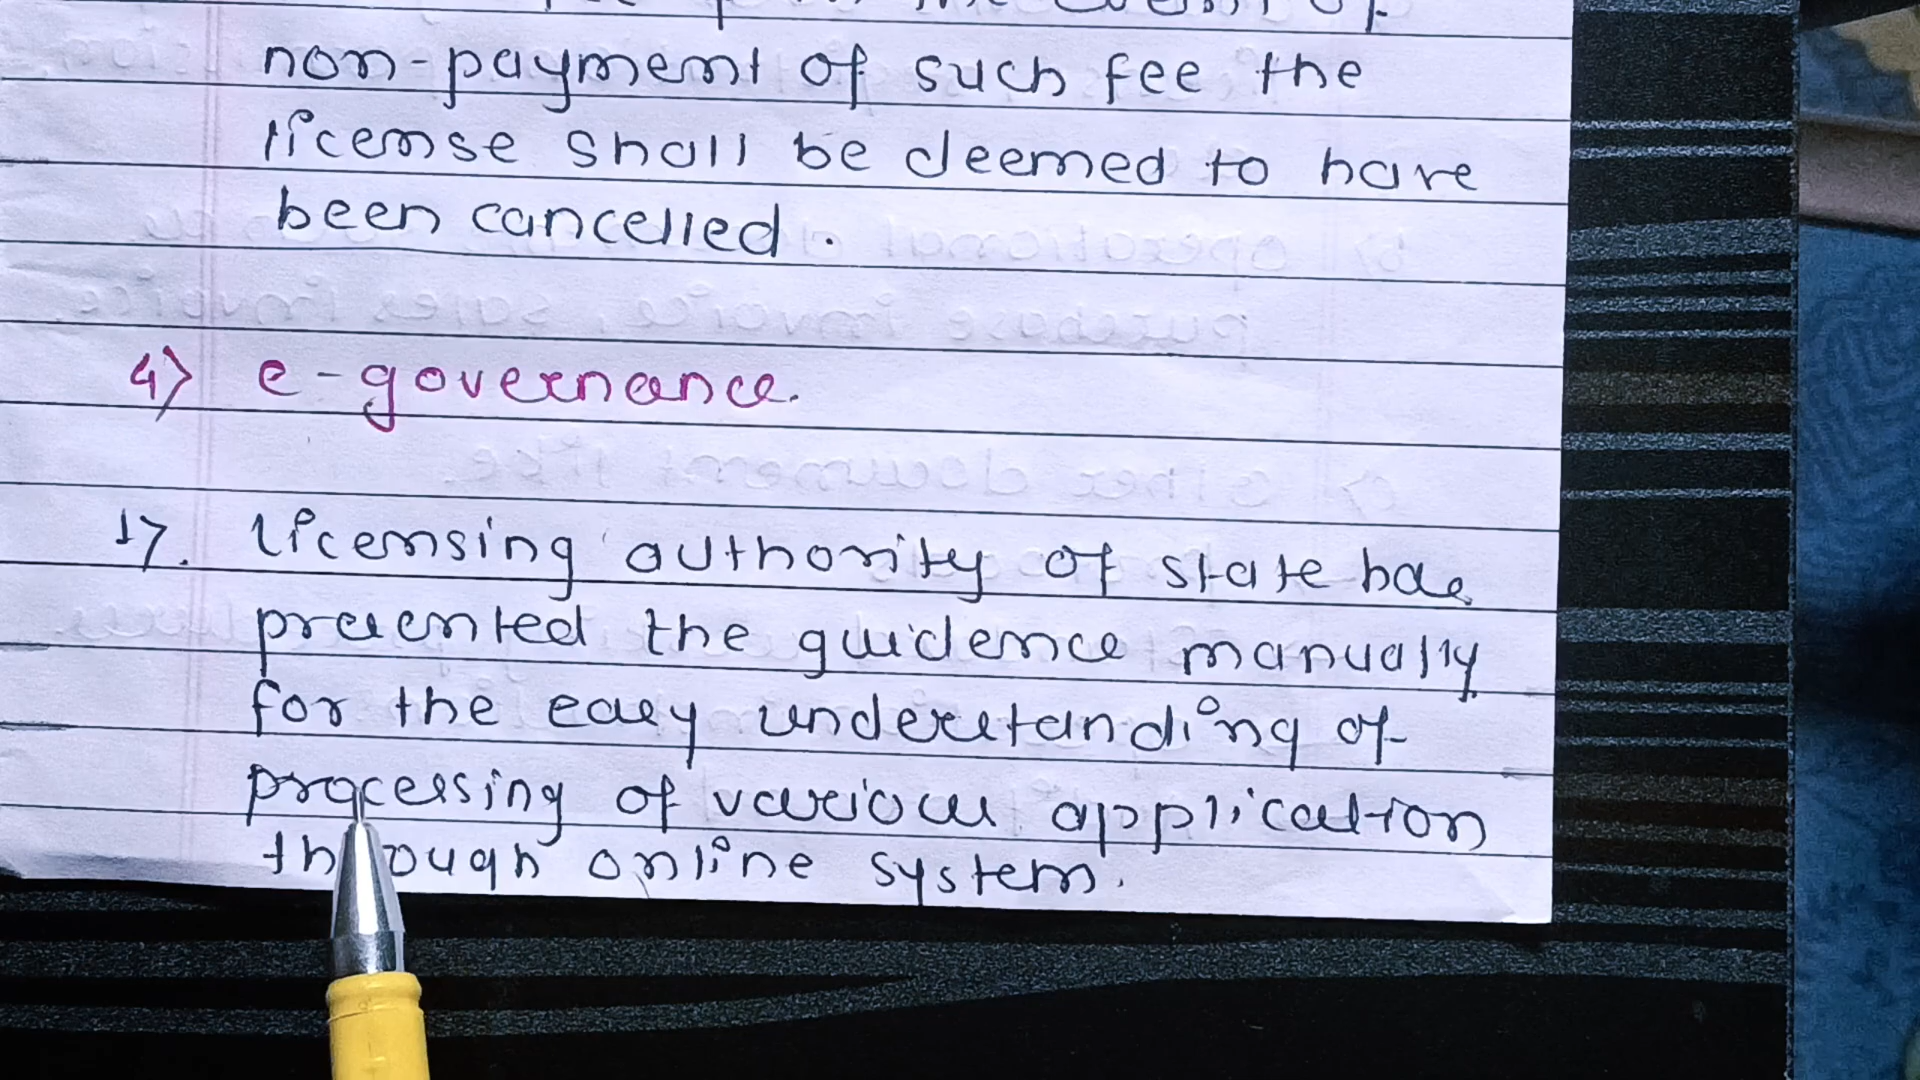 non-payment of such fee the
license shall be deemed to have
been cancelled.
4) e-governance.
1). licensing authority of state has
presented the guidence manually
for the easy understanding of
processing of various application
through online system.